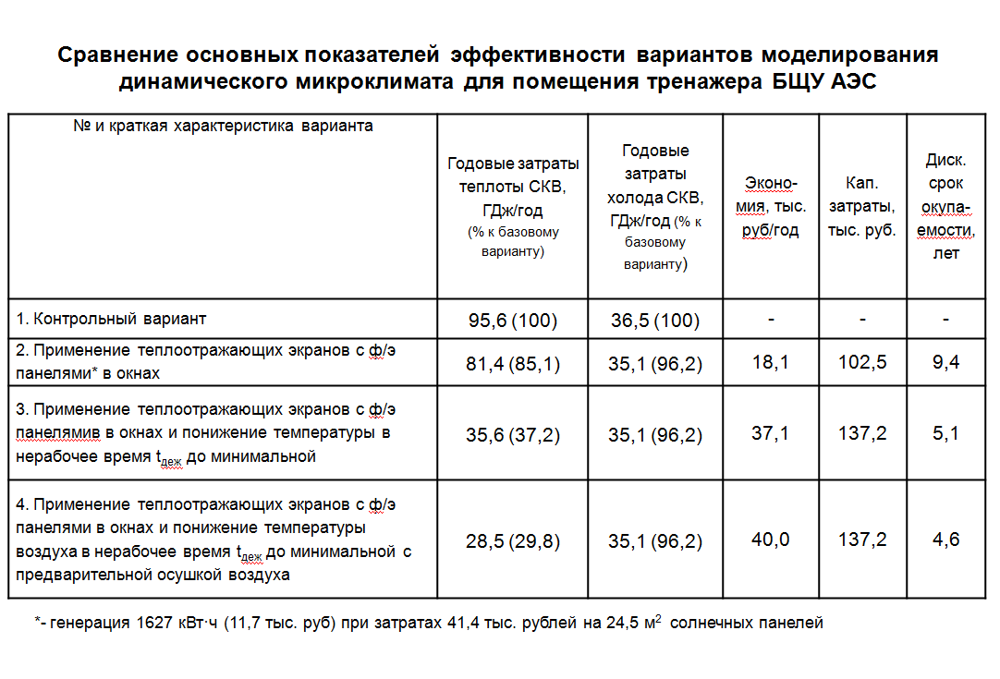 Сравнение основных показателей эффективности вариантов моделирования
динамического микроклимата для помещения тренажера БЩУ АЭС
№ и краткая характеристика варианта
Годовые затраты
теплоты СКВ,
ГДж/год
(% к базовому
варианту)
Годовые
затраты
холода СКВ,
ГДж/год (% к
базовому
варианту)
Эконо-
мия, тыс.
руб/год
Кап.
затраты,
тыс. руб.
Диск.
срок
окупа-
емости,
лет
1. Контрольный вариант
95,6 (100)
36,5 (100)
-
-
-
2. Применение теплоотражающих экранов с ф/э
панелями* в окнах
81,4 (85,1)
35,1 (96,2)
18,1
102,5
9,4
3. Применение теплоотражающих экранов с ф/э
панелямив в окнах и понижение температуры в
нерабочее время tдеж до минимальной
35,6 (37,2)
35,1 (96,2)
37,1
137,2
5,1
4. Применение теплоотражающих экранов с ф/э
панелями в окнах и понижение температуры
воздуха в нерабочее время tдеж до минимальной с
предварительной осушкой воздуха
28,5 (29,8)
35,1 (96,2)
40,0
137,2
4,6
*- генерация 1627 кВт·ч (11,7 тыс. руб) при затратах 41,4 тыс. рублей на 24,5 м2 солнечных панелей